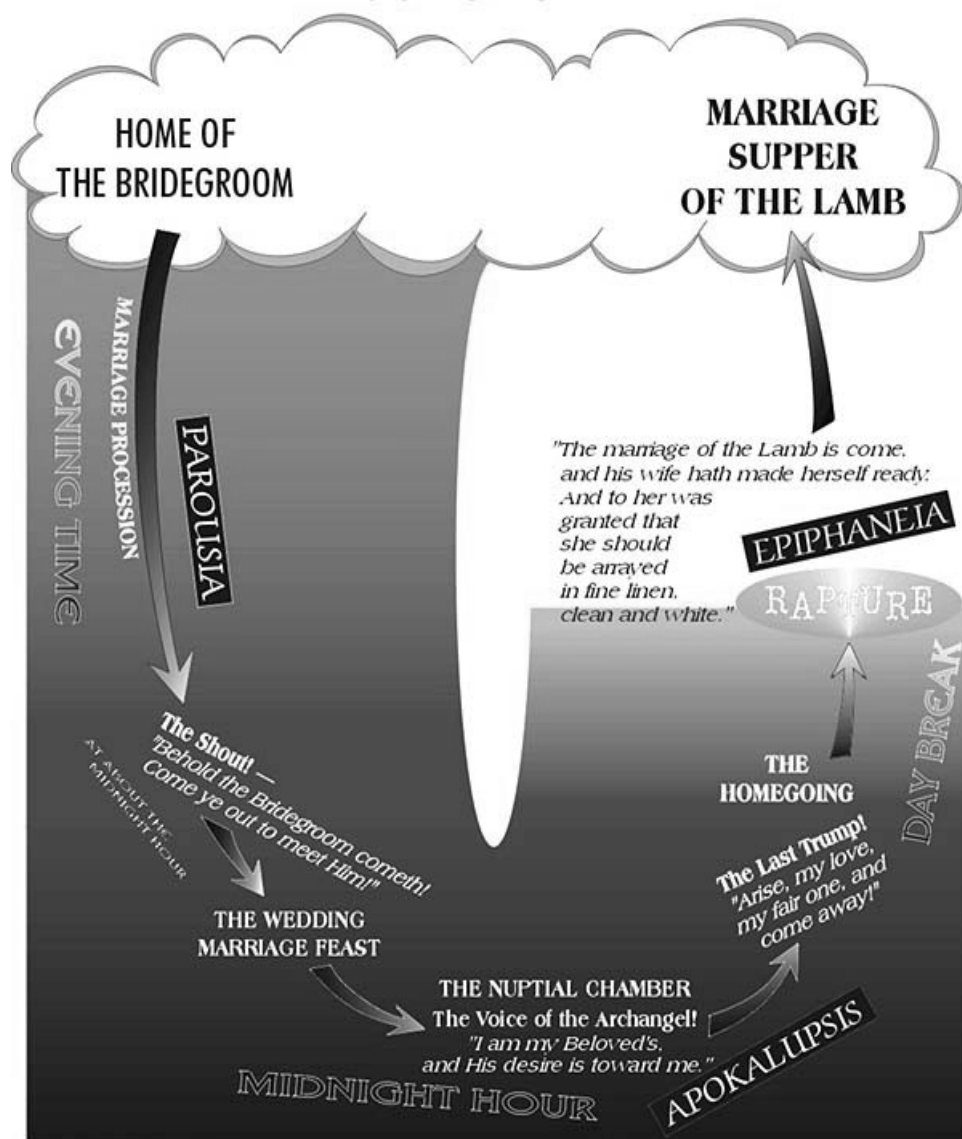 HOME OF
THE BRIDEGROOM
MARRIAGE
SUPPER
OF THE LAMB
EVENING TIME
MARRIAGE PROCESSION
PAROUSIA
The Shout! —
"Behold the Bridegroom cometh!
Come ye out to meet Him!"
AT ABOUT THE
MIDNIGHT HOUR
THE WEDDING
MARRIAGE FEAST
THE NUPTIAL CHAMBER
The Voice of the Archangel!
"I am my Beloved's,
and His desire is toward me."
MIDNIGHT HOUR
APOKALUPSIS
The Last Trump!
"Arise, my love,
my fair one, and
come away!"
THE
HOMEGOING
DAY BREAK
RAPTURE
EPIPHANEIA
"The marriage of the Lamb is come,
and his wife hath made herself ready:
And to her was
granted that
she should
be arrayed
in fine linen,
clean and white."